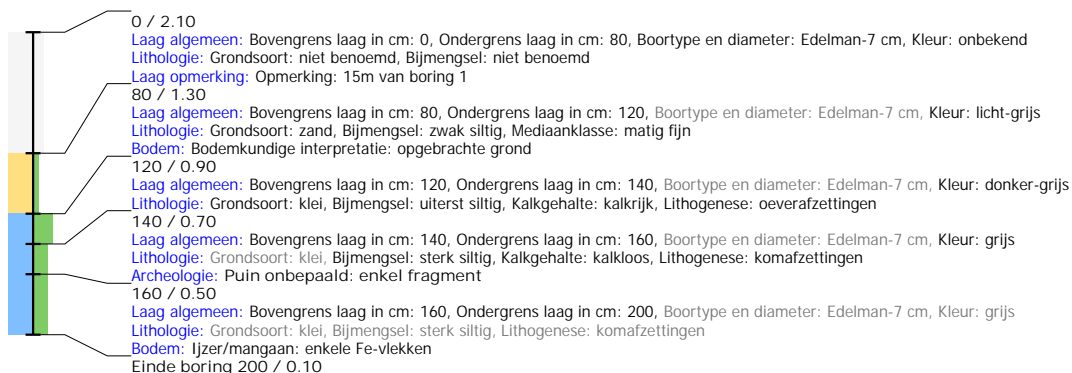 0 / 2.10
Laag algemeen: Bovengrens laag in cm: 0, Ondergrens laag in cm: 80, Boortype en diameter: Edelman-7 cm, Kleur: onbekend
Lithologie: Grondsoort: niet benoemd, Bijmengsel: niet benoemd
Laag opmerking: Opmerking: 15m van boring 1
80 / 1.30
Laag algemeen: Bovengrens laag in cm: 80, Ondergrens laag in cm: 120, Boortype en diameter: Edelman-7 cm, Kleur: licht-grijs
Lithologie: Grondsoort: zand, Bijmengsel: zwak siltig, Mediaanklasse: matig fijn
Bodem: Bodemkundige interpretatie: opgebrachte grond
120 / 0.90
Laag algemeen: Bovengrens laag in cm: 120, Ondergrens laag in cm: 140, Boortype en diameter: Edelman-7 cm, Kleur: donker-grijs
Lithologie: Grondsoort: klei, Bijmengsel: uiterst siltig, Kalkgehalte: kalkrijk, Lithogenese: oeverafzettingen
140 / 0.70
Laag algemeen: Bovengrens laag in cm: 140, Ondergrens laag in cm: 160, Boortype en diameter: Edelman-7 cm, Kleur: grijs
Lithologie: Grondsoort: klei, Bijmengsel: sterk siltig, Kalkgehalte: kalkloos, Lithogenese: komafzettingen
Archeologie: Puin onbepaald: enkel fragment
160 / 0.50
Laag algemeen: Bovengrens laag in cm: 160, Ondergrens laag in cm: 200, Boortype en diameter: Edelman-7 cm, Kleur: grijs
Lithologie: Grondsoort: klei, Bijmengsel: sterk siltig, Lithogenese: komafzettingen
Bodem: Ijzer/mangaan: enkele Fe-vlekken
Einde boring 200 / 0.10